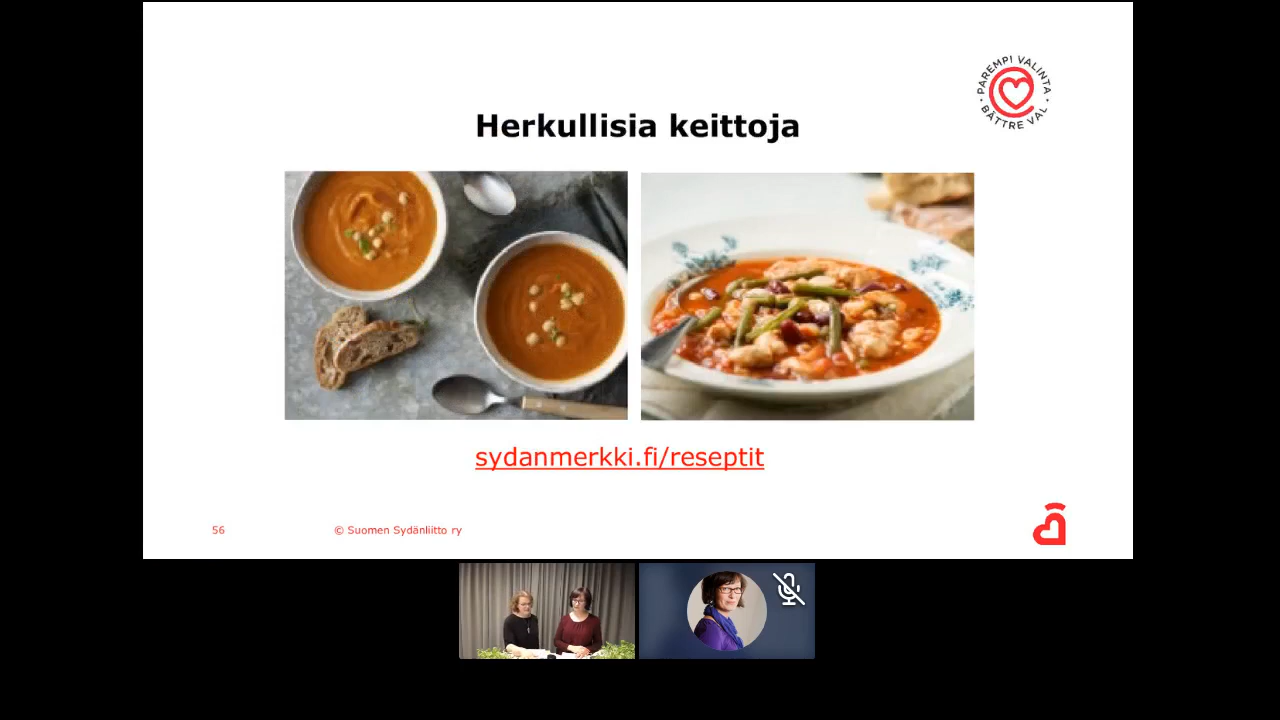 PAREMPI VALINTA
BÄTTRE VAL
Herkullisia keittoja
sydanmerkki.fi/reseptit
56
© Suomen Sydänliitto ry